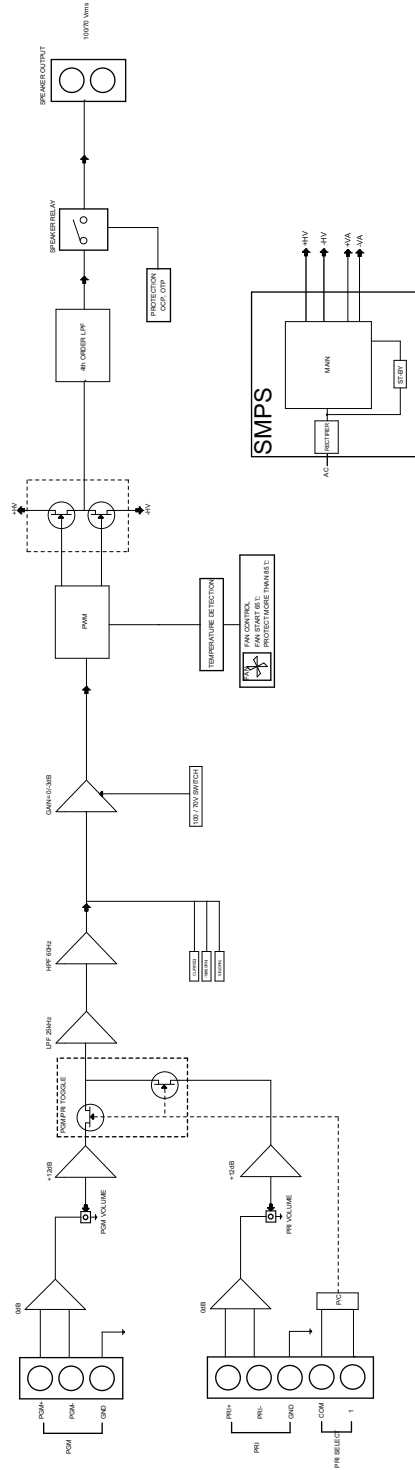 PGM+
PGM-
GND
PGM
0dB
PGM VOLUME
+12dB
PGM/PRI TOGGLE
LPF 25kHz
HPF 60Hz
GAIN= 0/-3dB
100 / 70V SWITCH
PWM
TEMPERATURE DETECTION
FAN
FAN CONTROL
FAN START 65℃
PROTECT MORE THAN 85℃
+HV
-HV
4th ORDER LPF
SPEAKER RELAY
PROTECTION
OCP, OTP
SPEAKER OUTPUT
100/70 Vrms
PRI+
PRI-
GND
COM
1
PRI
PRI SELECT
0dB
PRI VOLUME
+12dB
P/C
SMPS
AC
RECTIFIER
MAIN
ST-BY
+HV
-HV
+VA
-VA